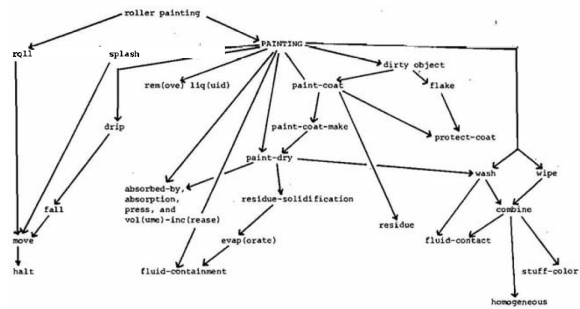 roller painting
roll
splash
PAINTING
dirty object
rem(ove) liq(uid)
paint-coat
flake
drip
paint-coat-make
protect-coat
paint-dry
wash
wipe
absorbed-by,
absorption,
press, and
vol(ume)-inc(rease)
residue-solidification
fall
combine
residue
move
evap(orate)
fluid-contact
halt
fluid-containment
stuff-color
homogeneous